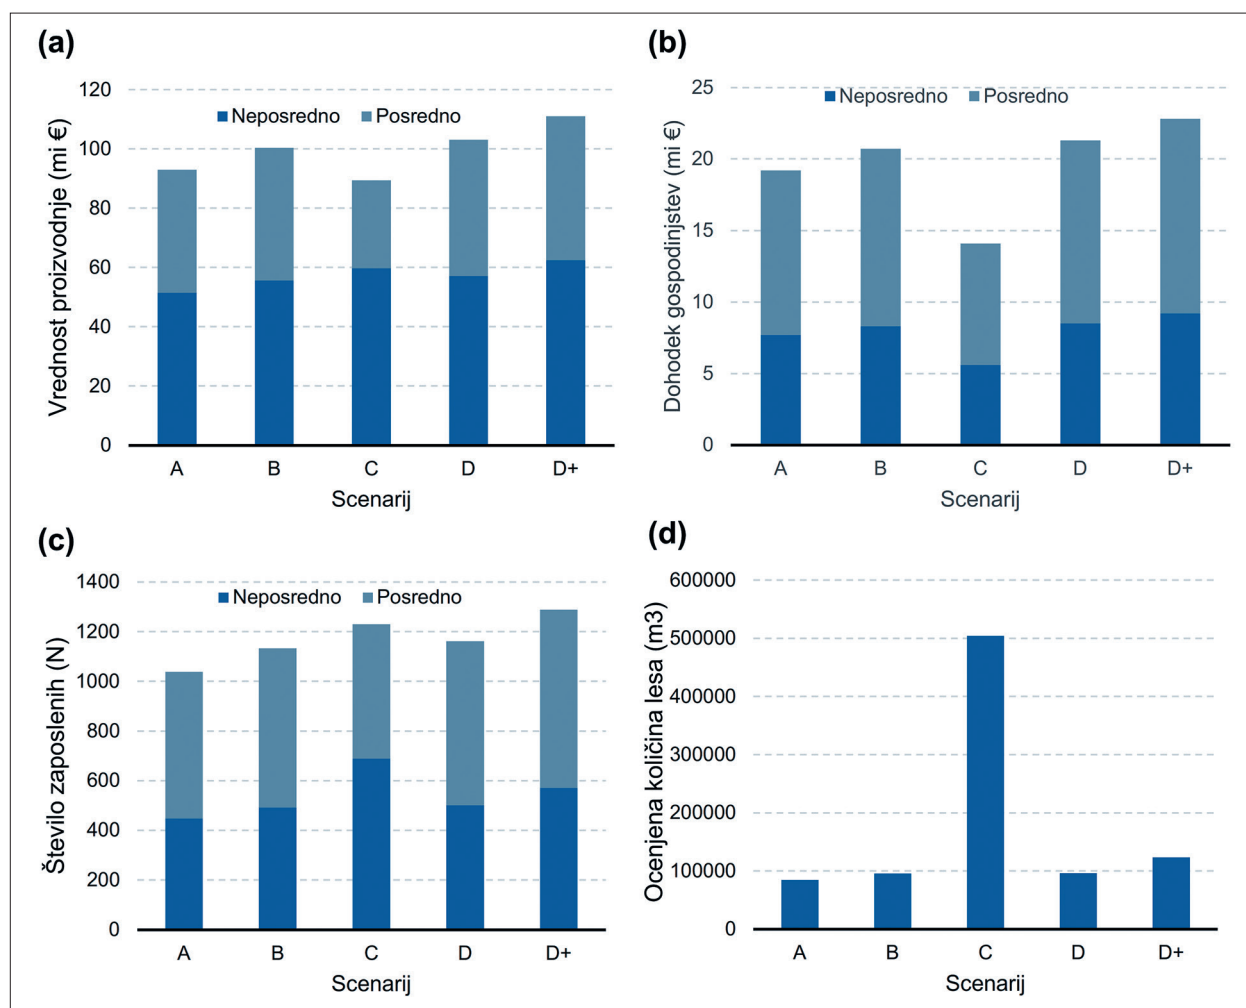 (a)
Vrednost proizvodnje (mi €)
120
100
80
60
40
20
0
Neposredno Posredno
A B C D D+
Scenarij
(b)
Dohodek gospodinjstev (mi €)
25
20
15
10
5
0
Neposredno Posredno
A B C D D+
Scenarij
(c)
Število zaposlenih (N)
1400
1200
1000
800
600
400
200
0
Neposredno Posredno
A B C D D+
Scenarij
(d)
Ocenjena količina lesa (m3)
600000
500000
400000
300000
200000
100000
0
A B C D D+
Scenarij